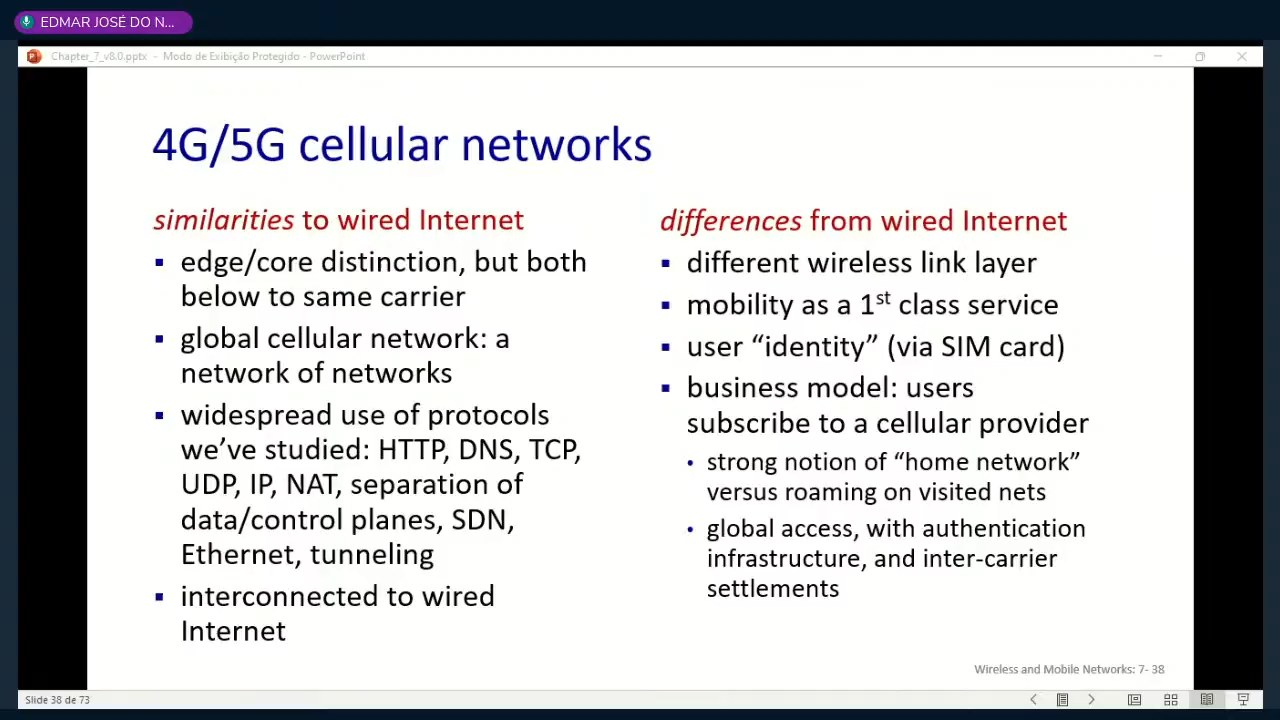 EDMAR JOSÉ DO N...
Chapter_7_v8.0.pptx - Modo de Exibição Protegido - PowerPoint
4G/5G cellular networks
similarities to wired Internet
▪ edge/core distinction, but both
below to same carrier
▪ global cellular network: a
network of networks
▪ widespread use of protocols
we’ve studied: HTTP, DNS, TCP,
UDP, IP, NAT, separation of
data/control planes, SDN,
Ethernet, tunneling
▪ interconnected to wired
Internet
differences from wired Internet
▪ different wireless link layer
▪ mobility as a 1st class service
▪ user “identity” (via SIM card)
▪ business model: users
subscribe to a cellular provider
• strong notion of “home network”
versus roaming on visited nets
• global access, with authentication
infrastructure, and inter-carrier
settlements
Wireless and Mobile Networks: 7- 38
Slide 38 de 73